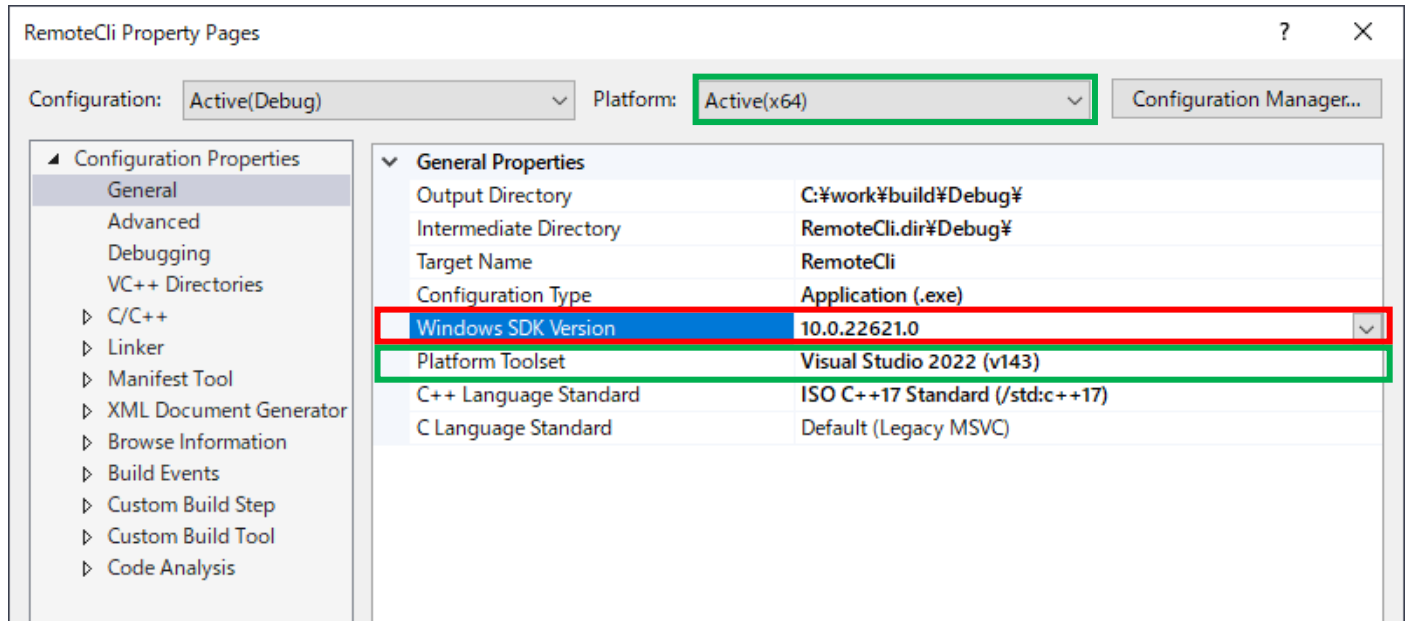 RemoteCli Property Pages
?
Configuration: Active(Debug) Platform: Active(x64) Configuration Manager...
Configuration Properties
General
Advanced
Debugging
VC++ Directories
C/C++
Linker
Manifest Tool
XML Document Generator
Browse Information
Build Events
Custom Build Step
Custom Build Tool
Code Analysis
General Properties
Output Directory C:¥work¥build¥Debug¥
Intermediate Directory RemoteCli.dir¥Debug¥
Target Name RemoteCli
Configuration Type Application (.exe)
Windows SDK Version 10.0.22621.0
Platform Toolset Visual Studio 2022 (v143)
C++ Language Standard ISO C++17 Standard (/std:c++17)
C Language Standard Default (Legacy MSVC)